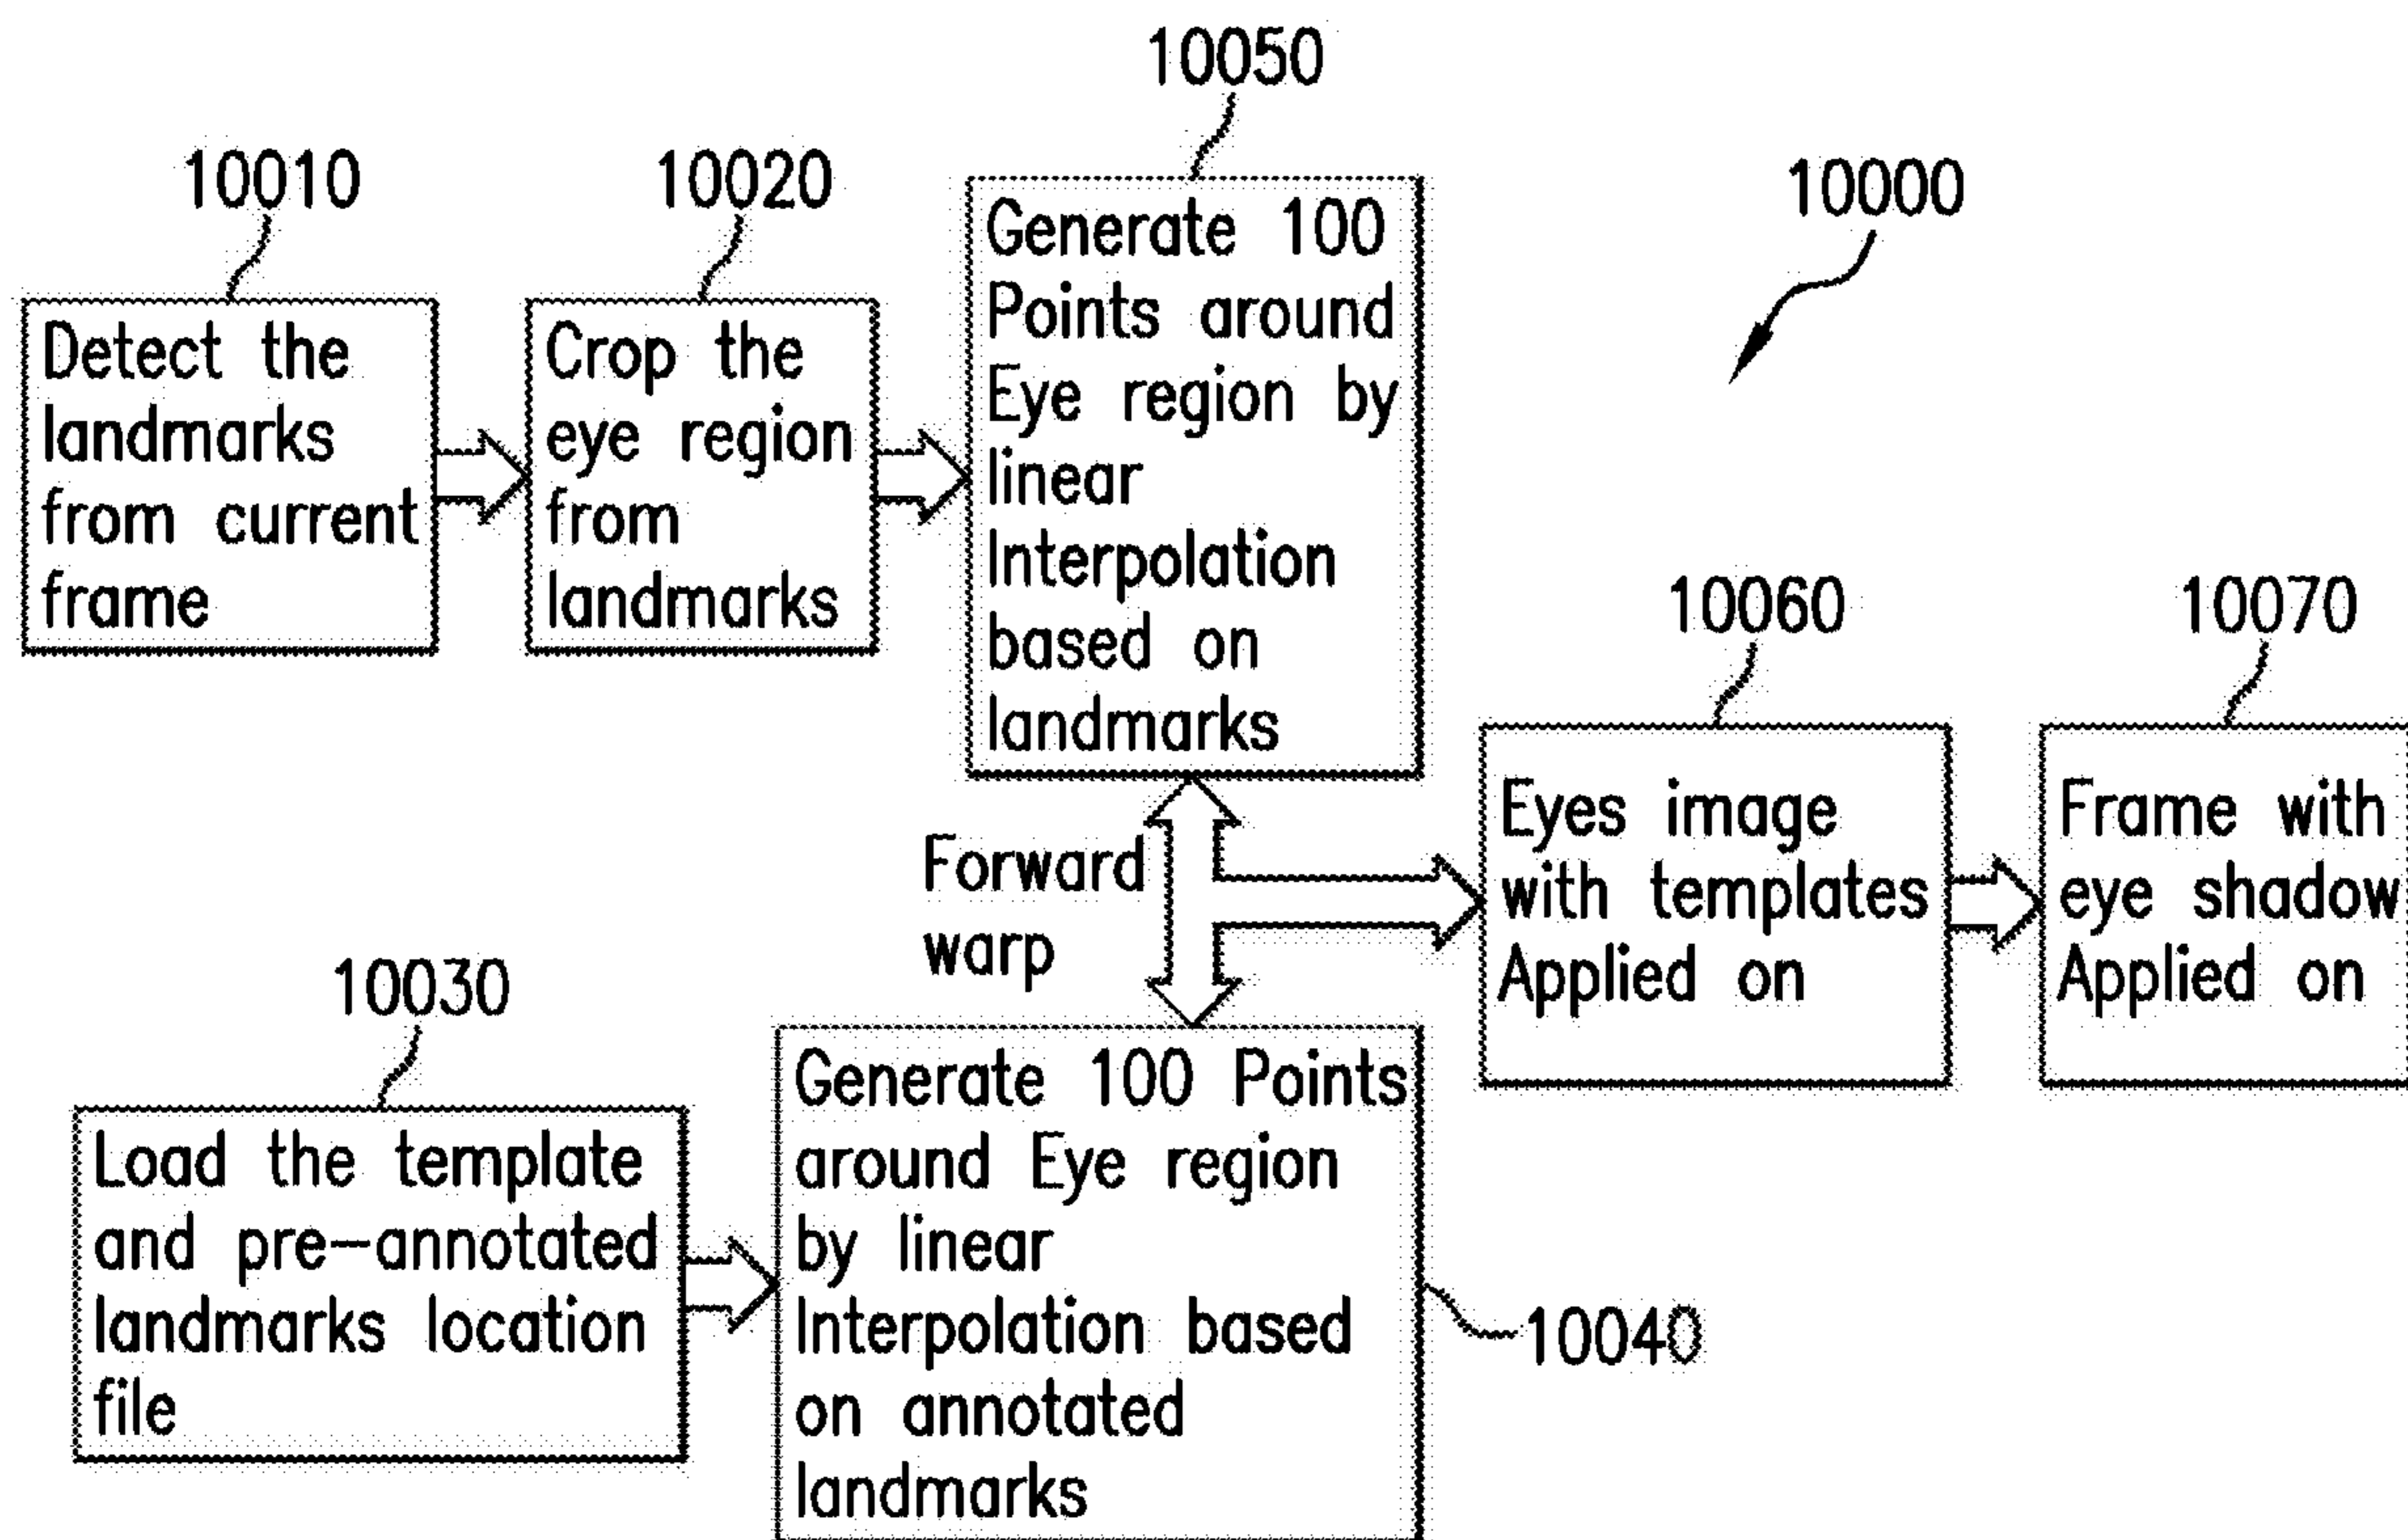 10050
10010
10020
10000
Generate 100
Points around
Eye region by
linear
Interpolation
based on
landmarks
Detect the
landmarks
from current
frame
Crop the
eye region
from
landmarks
10060
10070
Forward
warp
Eyes image
with templates
Applied on
Frame with
eye shadow
Applied on
10030
Load the template
and pre-annotated
landmarks location
file
Generate 100 Points
around Eye region
by linear
Interpolation based
on annotated
landmarks
10040